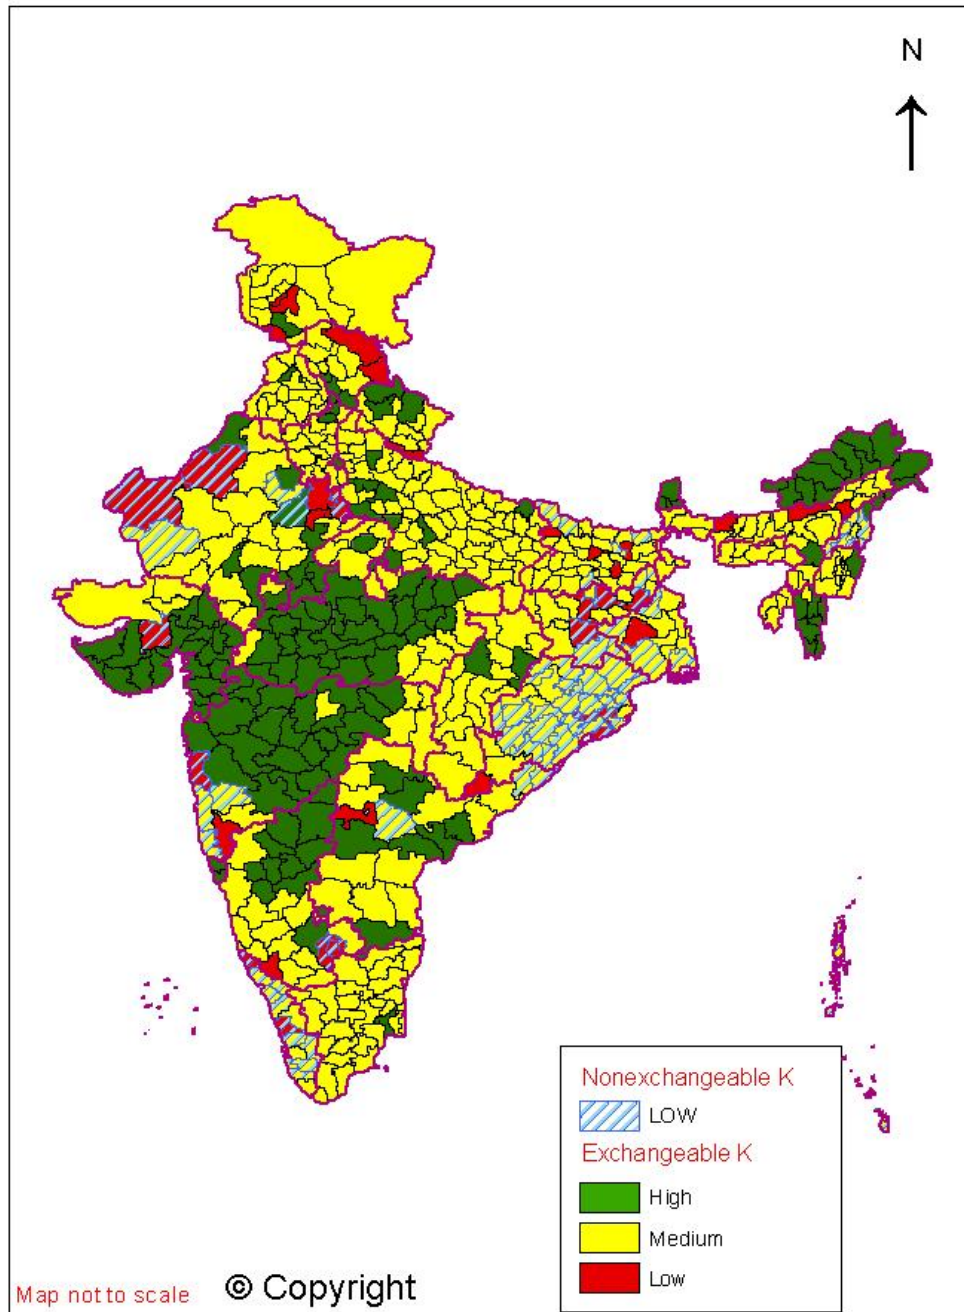 N
Nonexchangeable K
LOW
Exchangeable K
High
Medium
Low
Map not to scale
© Copyright